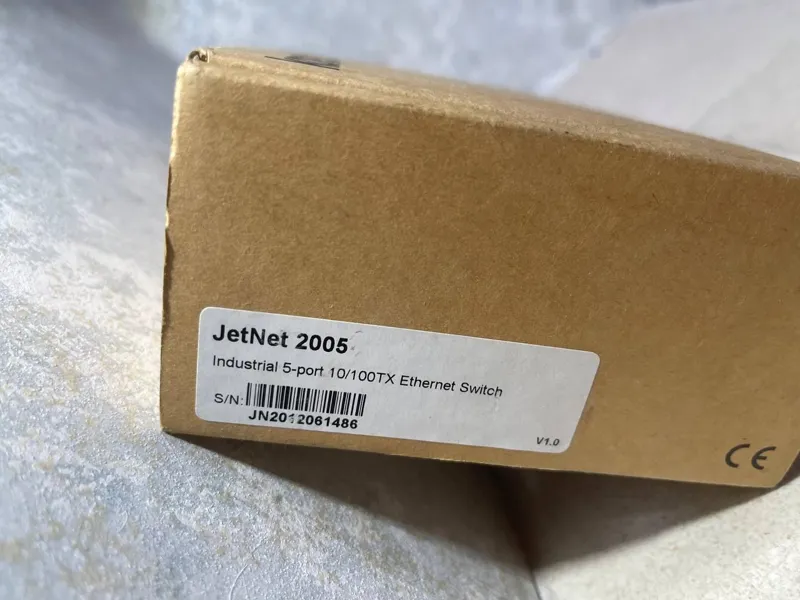 JetNet 2005
Industrial 5-port 10/100TX Ethernet Switch
S/N:
JN2012061486
V1.0
CE